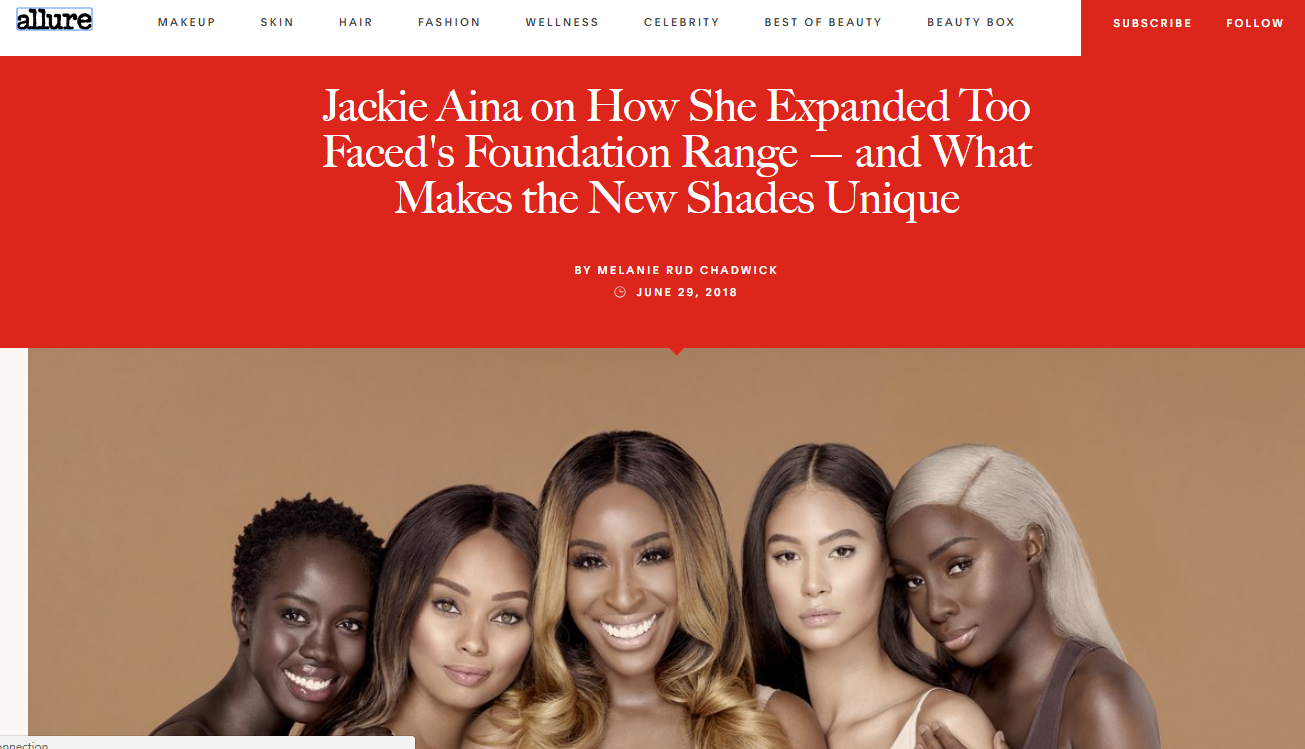 allure
MAKEUP SKIN HAIR FASHION WELLNESS CELEBRITY BEST OF BEAUTY BEAUTY BOX SUBSCRIBE FOLLOW
Jackie Aina on How She Expanded Too
Faced's Foundation Range — and What
Makes the New Shades Unique
BY MELANIE RUD CHADWICK
JUNE 29, 2018
onnection